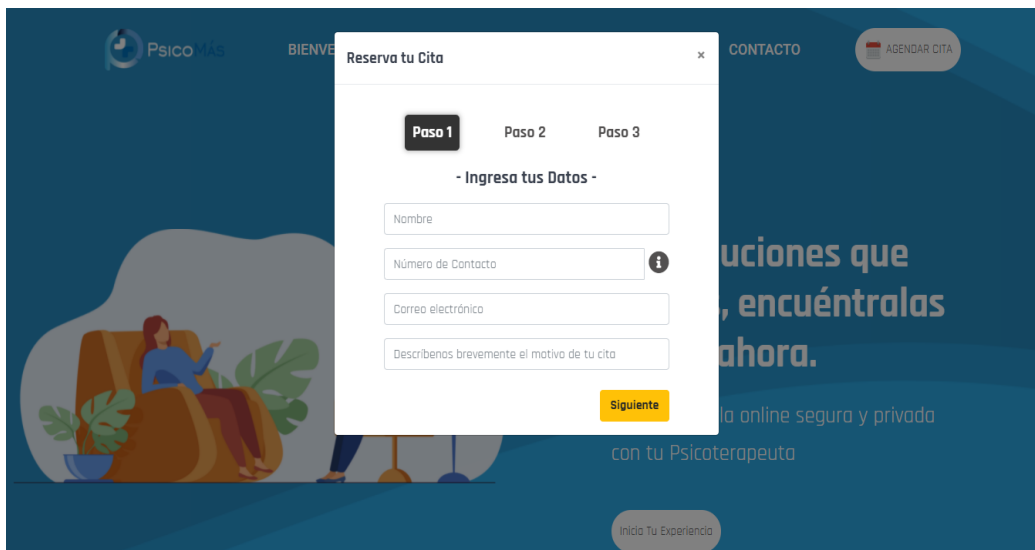 PsicoMás
BIENVE
CONTACTO
AGENDAR CITA
Reserva tu Cita
×
Paso 1
Paso 2
Paso 3
- Ingresa tus Datos -
Nombre
Número de Contacto
i
Correo electrónico
Descríbenos brevemente el motivo de tu cita
Siguiente
uciones que
, encuéntralas
ahora.
la online segura y privada
con tu Psicoterapeuta
Inicia Tu Experiencia